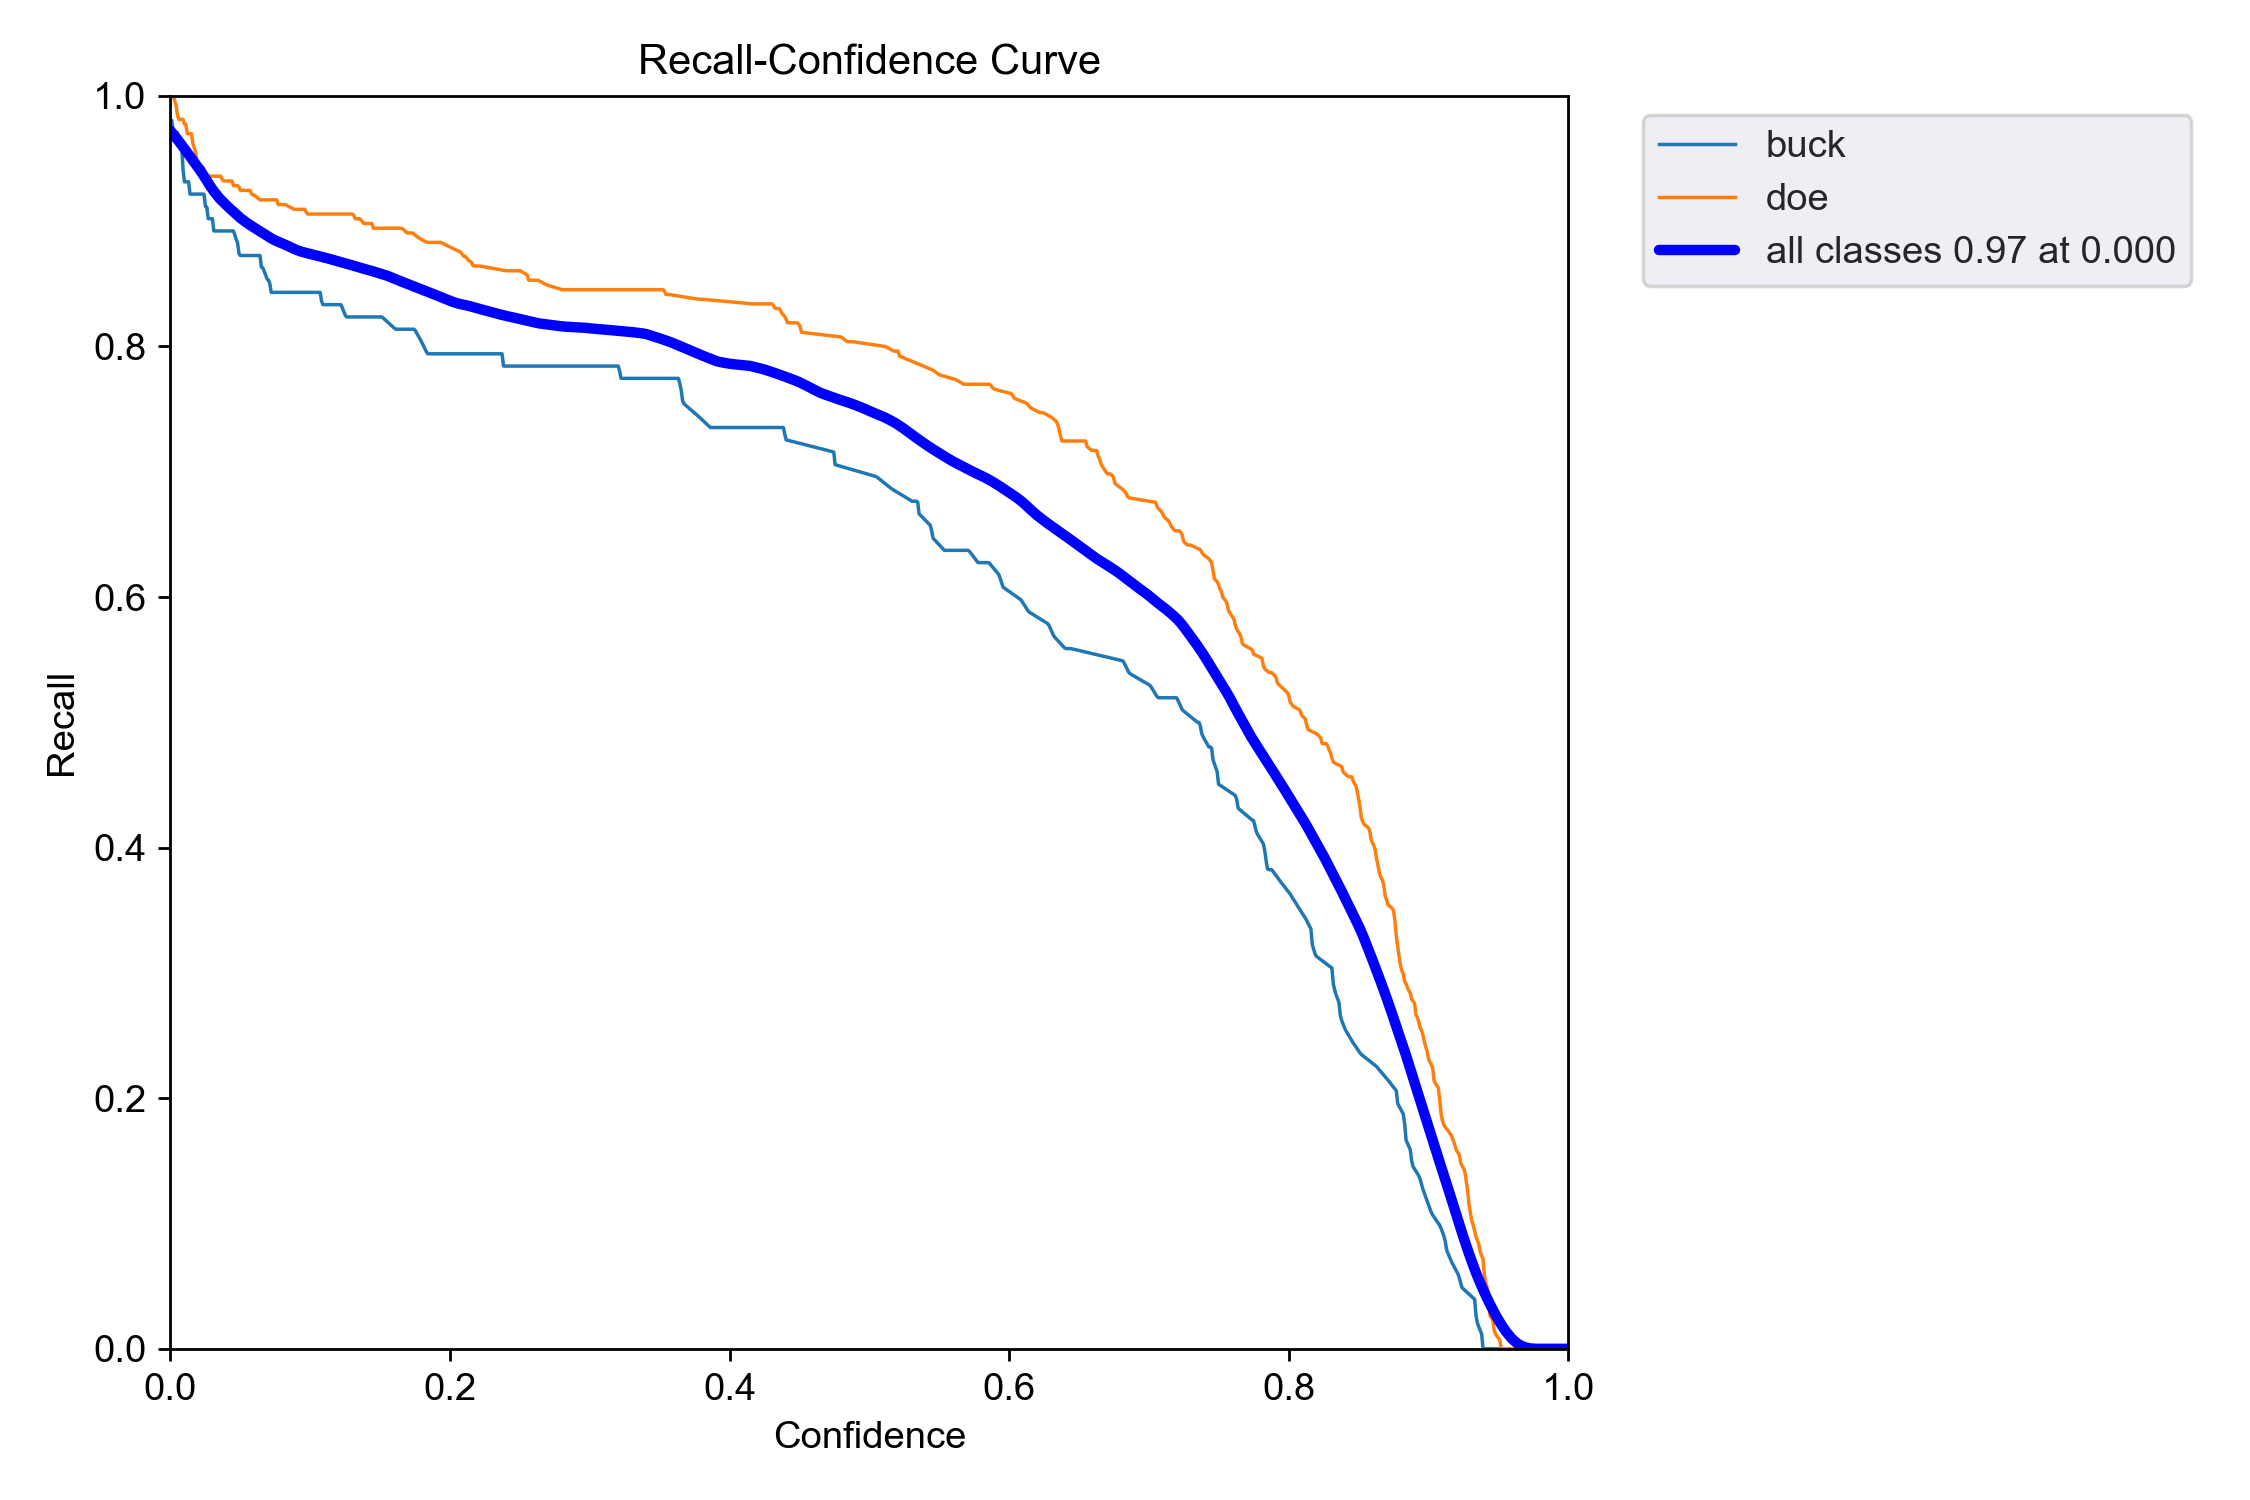 Recall-Confidence Curve
1.0
0.8
0.6
0.4
0.2
0.0
Recall
0.0 0.2 0.4 0.6 0.8 1.0
Confidence
buck
doe
all classes 0.97 at 0.000